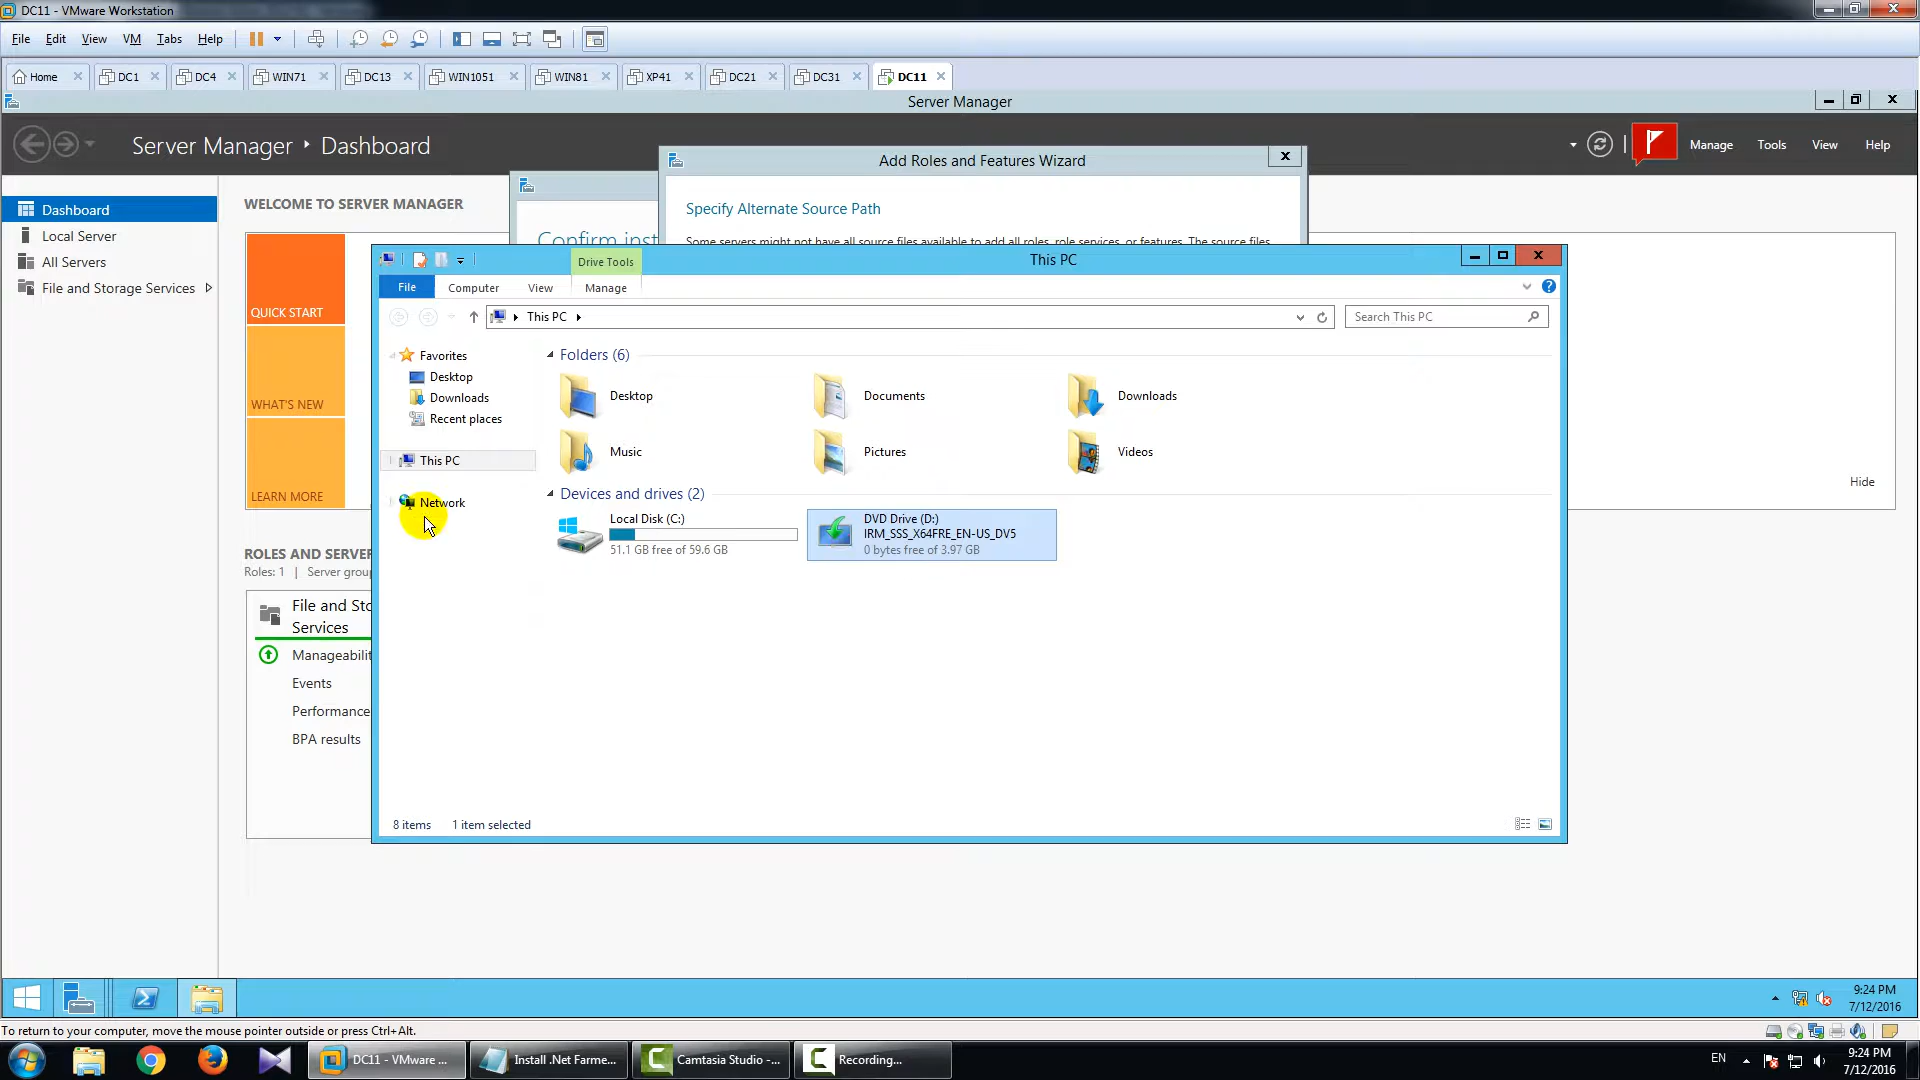 DC11 - VMware Workstation
File Edit View VM Tabs Help
Home DC1 DC4 WIN71 DC13 WIN1051 WIN81 XP41 DC21 DC31 DC11
Server Manager
Server Manager Dashboard
Manage Tools View Help
Add Roles and Features Wizard
Dashboard
Local Server
All Servers
File and Storage Services
WELCOME TO SERVER MANAGER
Specify Alternate Source Path
Confirm inst
Some servers might not have all source files available to add all roles, role services, or features. The source files
QUICK START
WHAT'S NEW
LEARN MORE
Hide
Drive Tools
This PC
File Computer View Manage
This PC
Search This PC
Favorites
Desktop
Downloads
Recent places
This PC
Network
Folders (6)
Desktop Documents Downloads
Music Pictures Videos
Devices and drives (2)
Local Disk (C:)
51.1 GB free of 59.6 GB
DVD Drive (D:)
IRM_SSS_X64FRE_EN-US_DV5
0 bytes free of 3.97 GB
8 items 1 item selected
ROLES AND SERVER
Roles: 1 | Server group
File and Sto
Services
Manageabilit
Events
Performance
BPA results
9:24 PM
7/12/2016
To return to your computer, move the mouse pointer outside or press Ctrl+Alt.
DC11 - VMware ...
Install .Net Farme...
Camtasia Studio -...
Recording...
EN
9:24 PM
7/12/2016